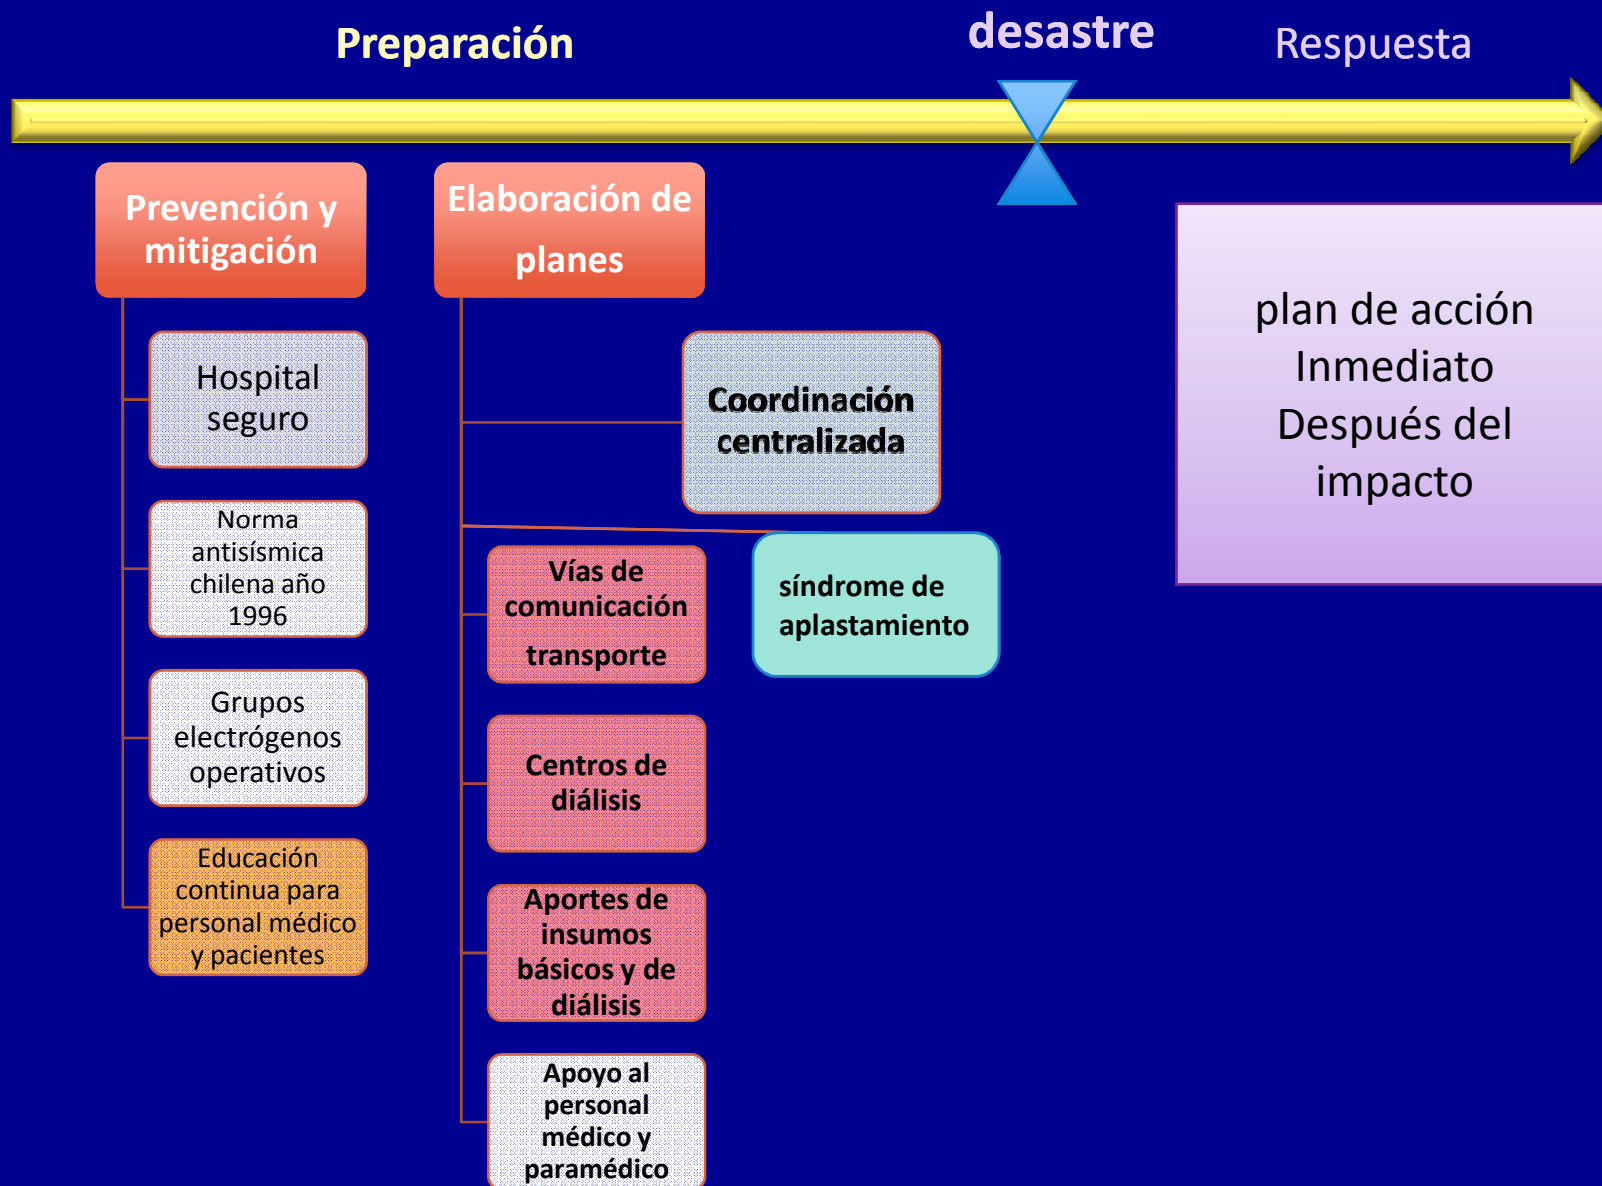 Preparación
desastre
Respuesta
Prevención y
mitigación
Hospital
seguro
Norma
antisísmica
chilena año
1996
Grupos
electrógenos
operativos
Educación
continua para
personal médico
y pacientes
Elaboración de
planes
Coordinación
centralizada
síndrome de
aplastamiento
Vías de
comunicación
transporte
Centros de
diálisis
Aportes de
insumos
básicos y de
diálisis
Apoyo al
personal
médico y
paramédico
plan de acción
Inmediato
Después del
impacto